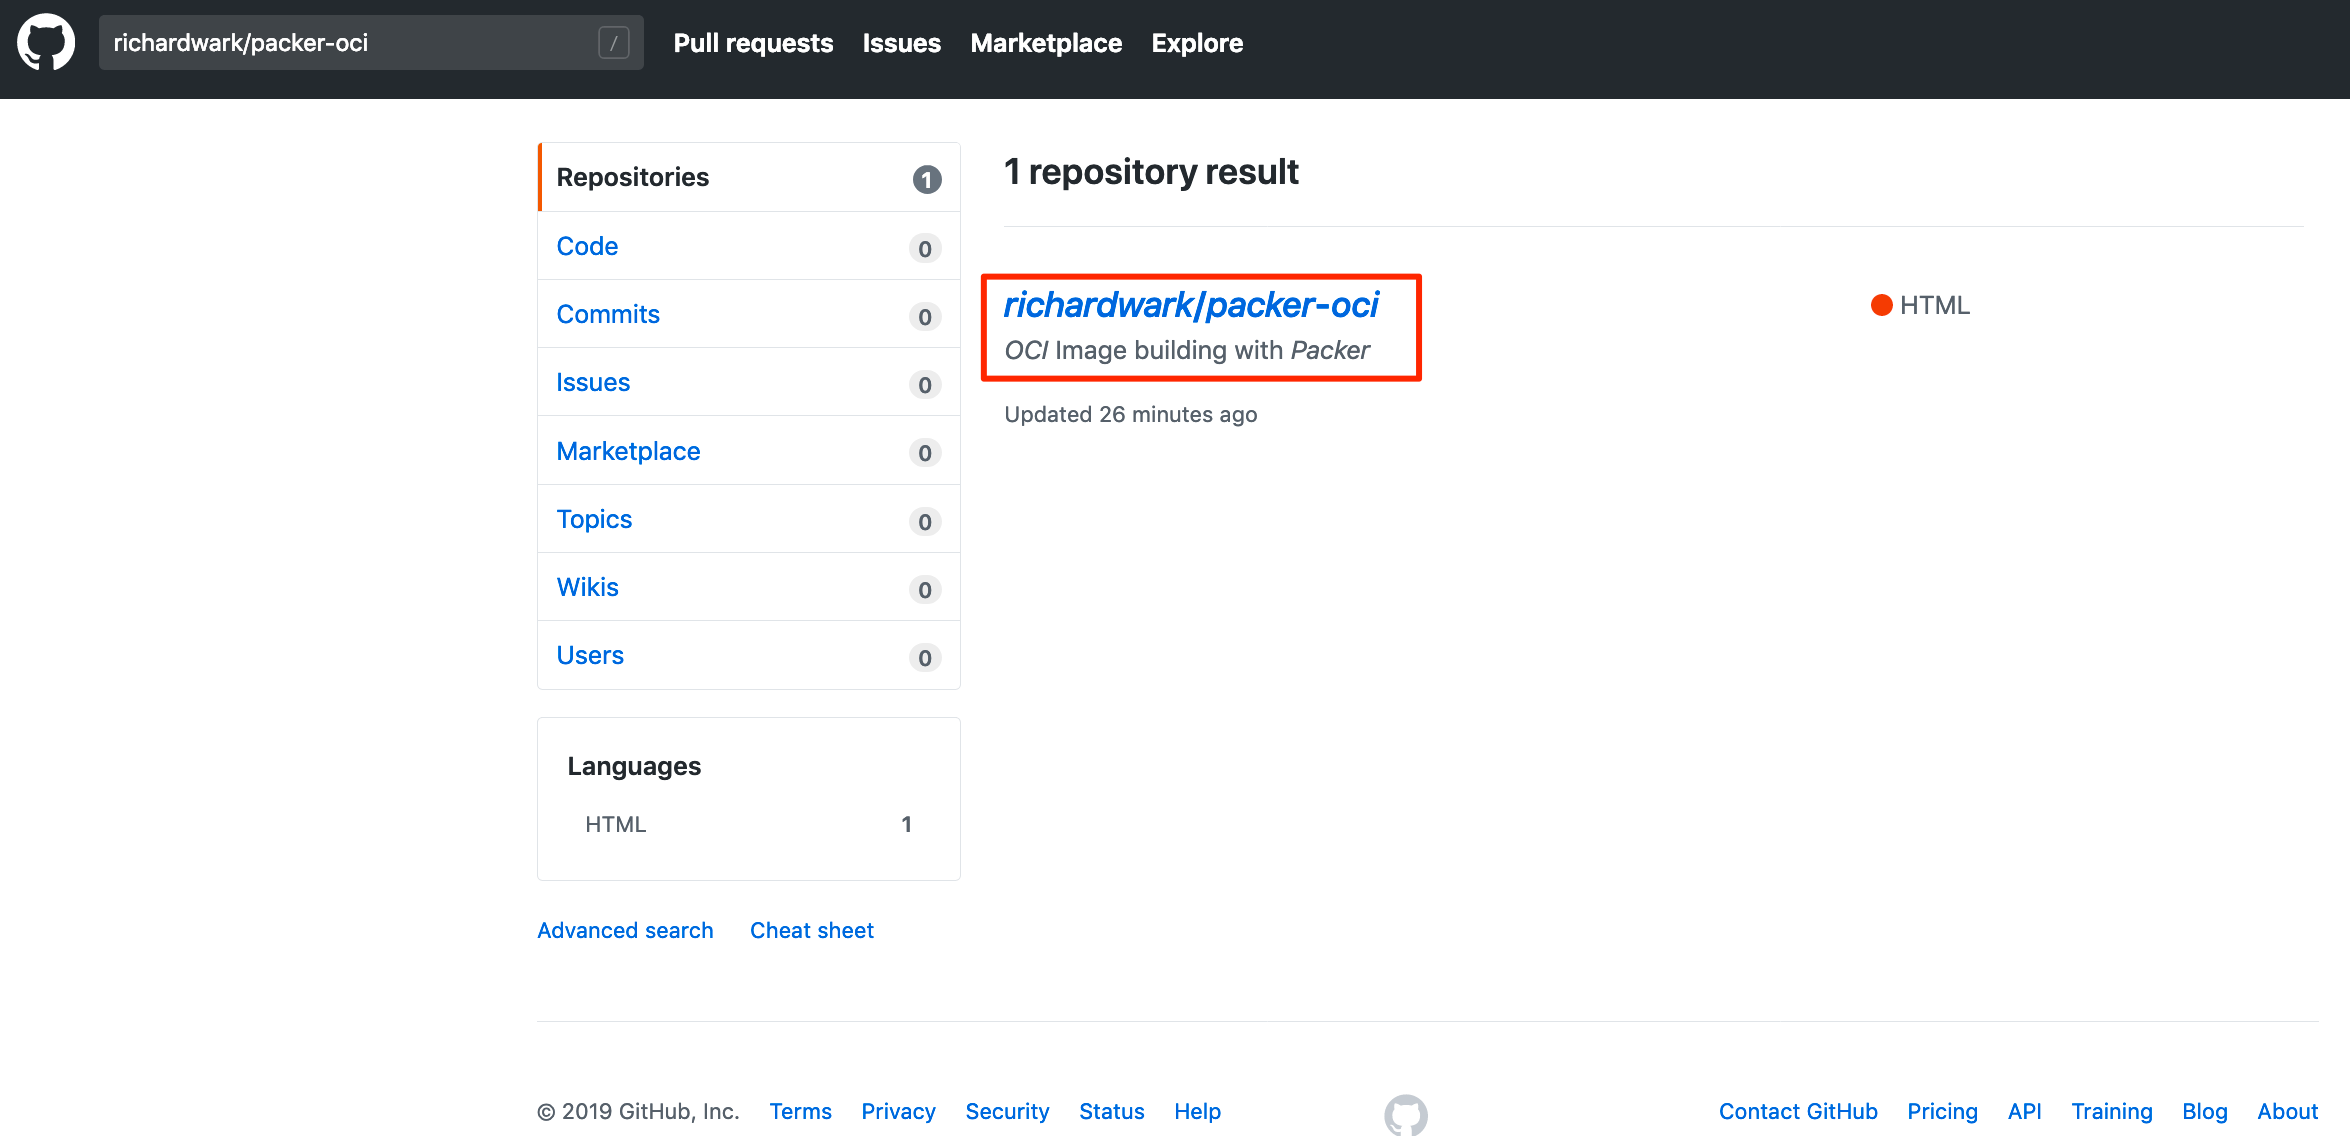 richardwark/packer-oci /
Pull requests Issues Marketplace Explore
Repositories 1
Code 0
Commits 0
Issues 0
Marketplace 0
Topics 0
Wikis 0
Users 0
Languages
HTML 1
Advanced search Cheat sheet
1 repository result
richardwark/packer-oci
HTML
OCI Image building with Packer
Updated 26 minutes ago
© 2019 GitHub, Inc. Terms Privacy Security Status Help Contact GitHub Pricing API Training Blog About